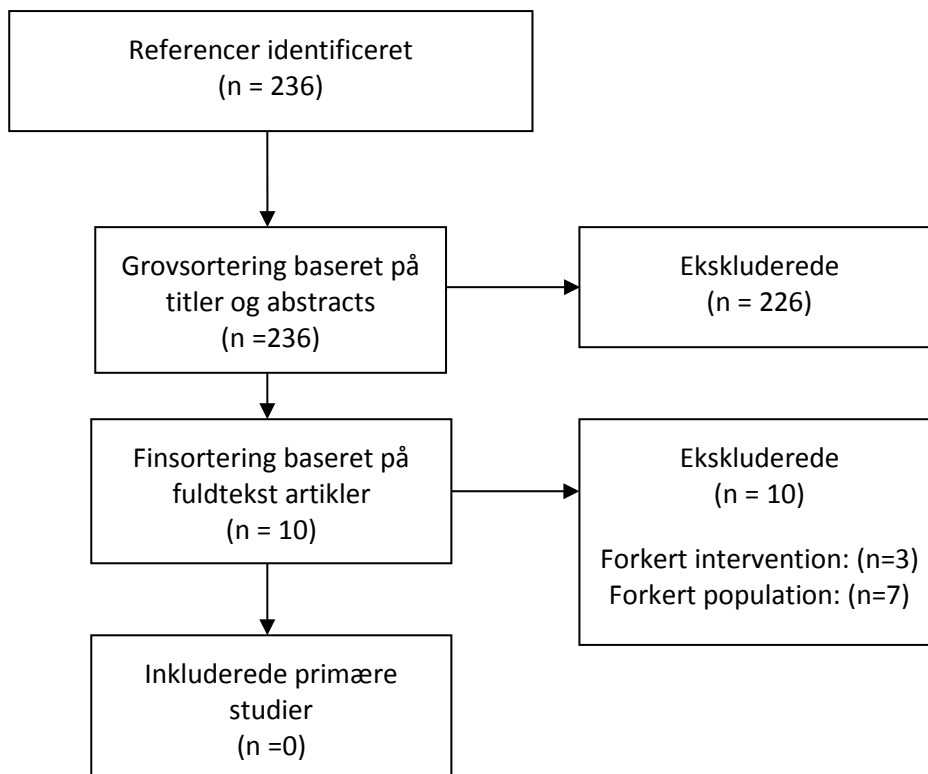 Referencer identificeret
(n = 236)
Grovsortering baseret på
titler og abstracts
(n =236)
Ekskluderede
(n = 226)
Finsortering baseret på
fuldtekst artikler
(n = 10)
Ekskluderede
(n = 10)
Forkert intervention: (n=3)
Forkert population: (n=7)
Inkluderede primære
studier
(n =0)